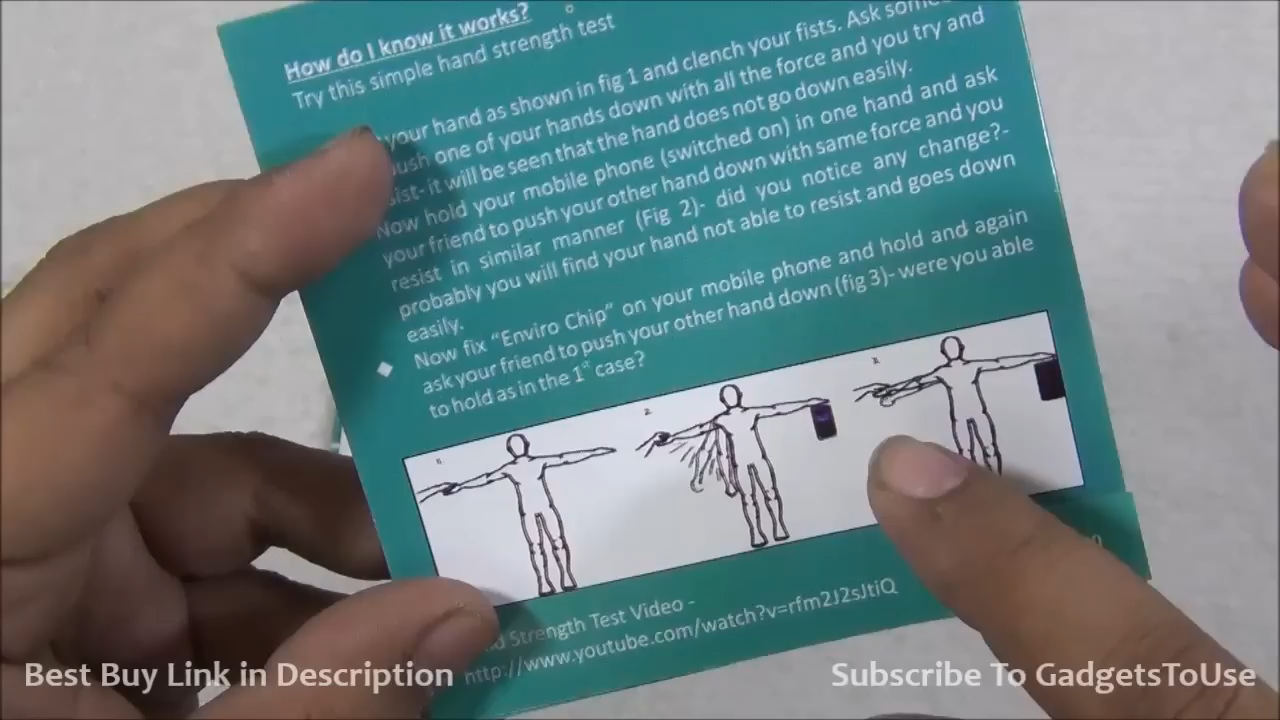 How do I know it works?
Try this simple hand strength test
your hand as shown in fig 1 and clench your fists. Ask
one of your hands down with all the force and you try and
it will be seen that the hand does not go down easily.
Now hold your mobile phone (switched on) in one hand and ask
your friend to push your other hand down with same force and you
resist in similar manner (Fig 2)- did you notice any change?-
probably you will find your hand not able to resist and goes down
easily.
Now fix “Enviro Chip” on your mobile phone and hold and again
ask your friend to push your other hand down (fig 3)- were you able
to hold as in the 1st case?
1.
2.
3.
Strength Test Video -
http://www.youtube.com/watch?v=rfm2J2sJtiQ
Best Buy Link in Description
Subscribe To GadgetsToUse